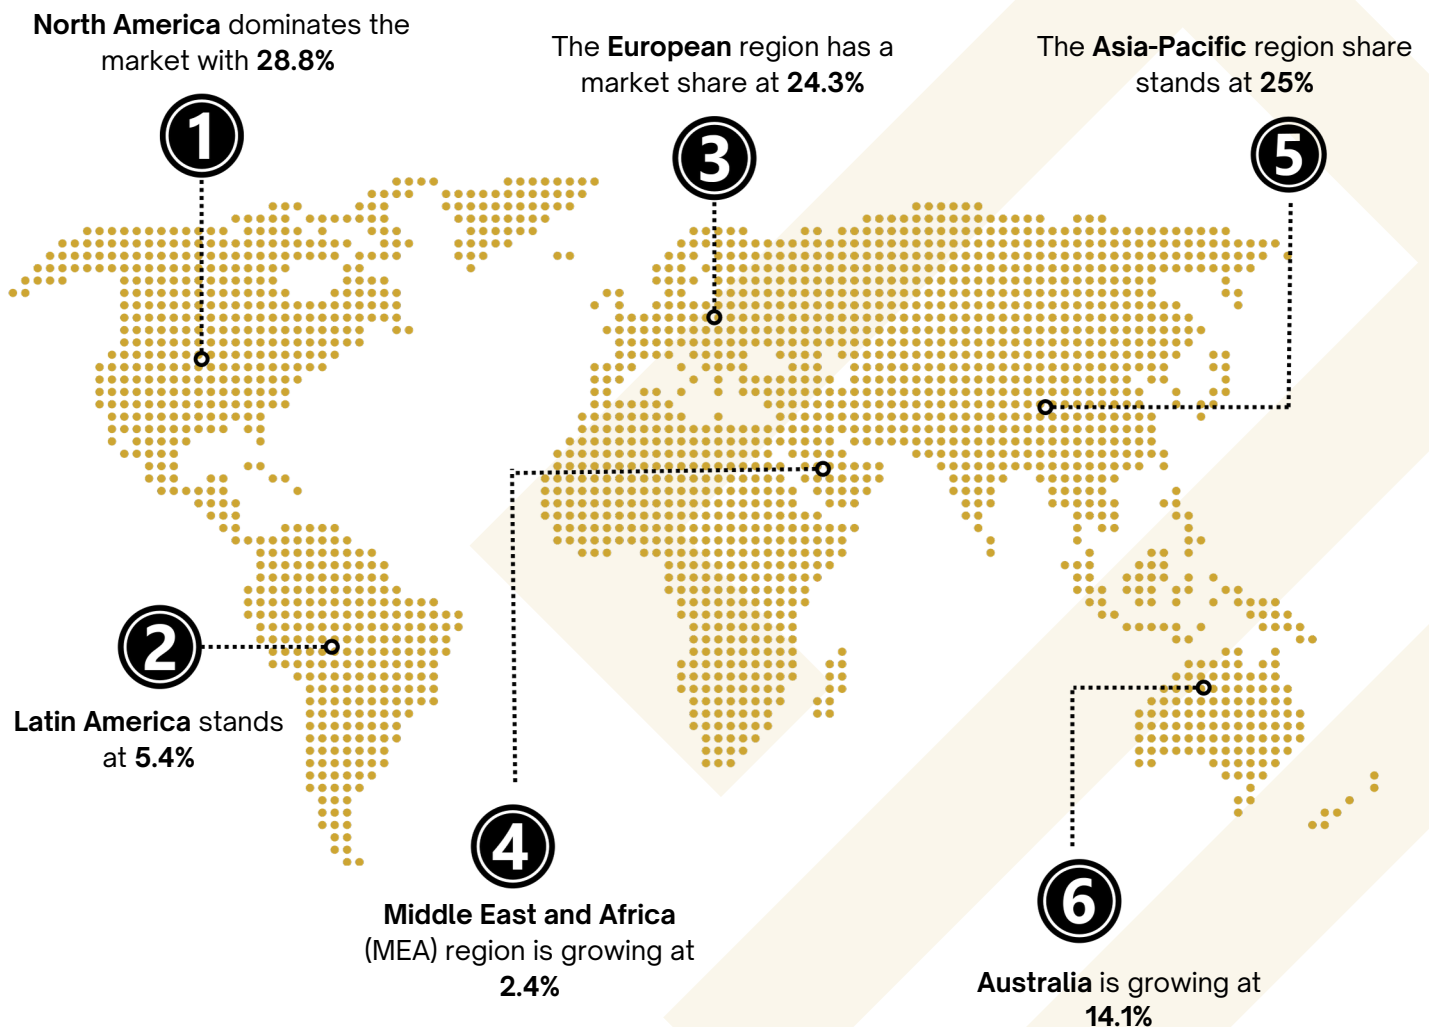 North America dominates the
market with 28.8%
1
The European region has a
market share at 24.3%
3
The Asia-Pacific region share
stands at 25%
5
2
Latin America stands
at 5.4%
4
Middle East and Africa
(MEA) region is growing at
2.4%
6
Australia is growing at
14.1%